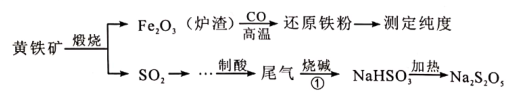 Fe₂O₃（炉渣）CO 高温 还原铁粉 → 测定纯度
黄铁矿 煅烧
SO₂ → ··· 制酸 尾气 烧碱 ① NaHSO₃ 加热 Na₂S₂O₅